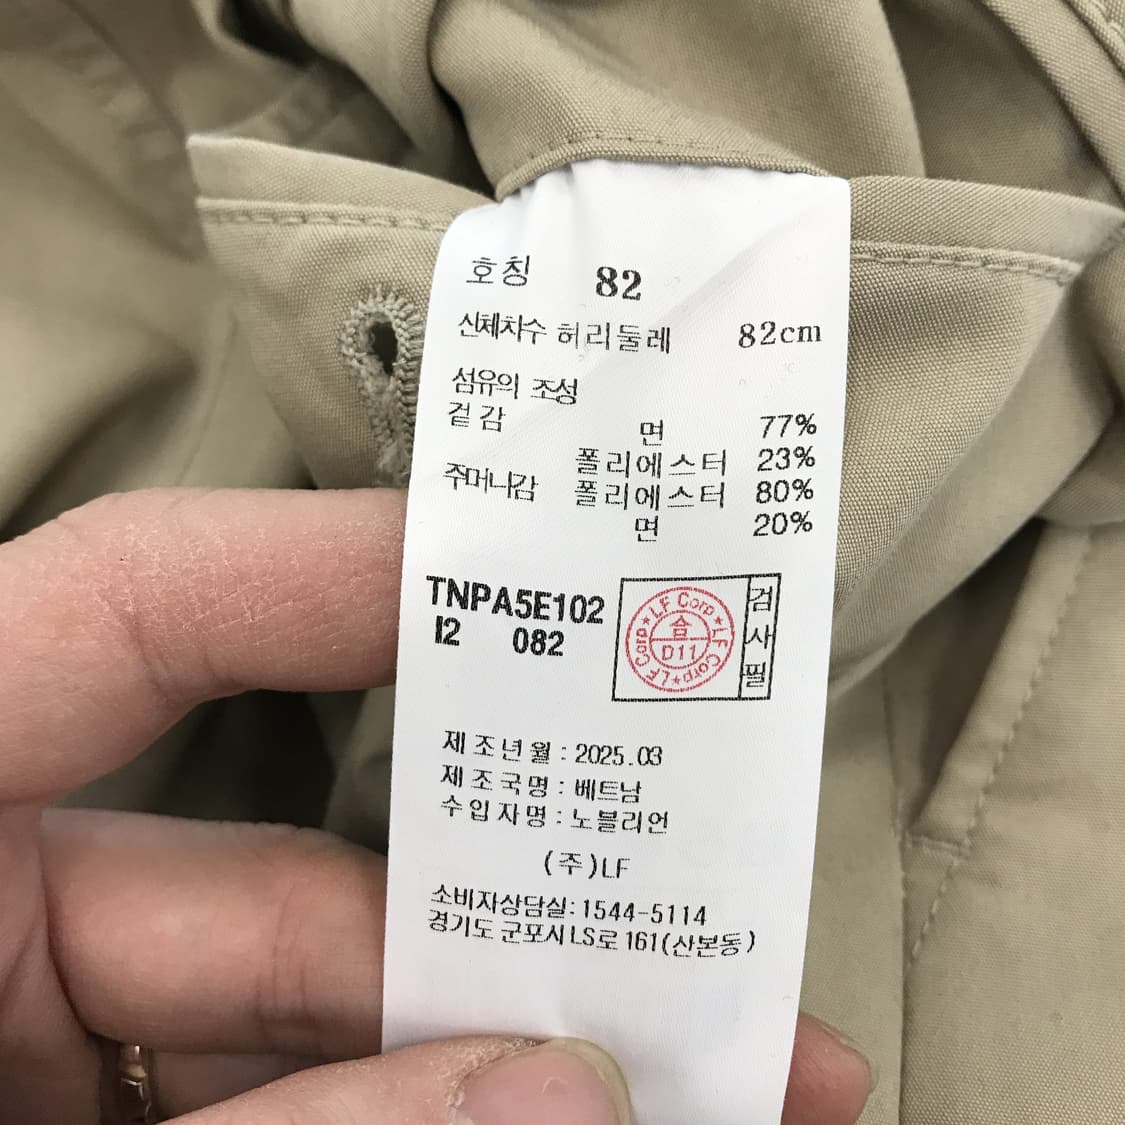 호칭 82
신체치수 허리둘레 82cm
섬유의 조성
겉감 면 77%
폴리에스터 23%
주머니감 폴리에스터 80%
면 20%
TNPA5E102
I2 082
LF Corp★LF Corp★LF Corp★
合
D11
검사필
제조년월 : 2025.03
제조국명 : 베트남
수입자명 : 노블리언
(주)LF
소비자상담실: 1544-5114
경기도 군포시 LS로 161(산본동)